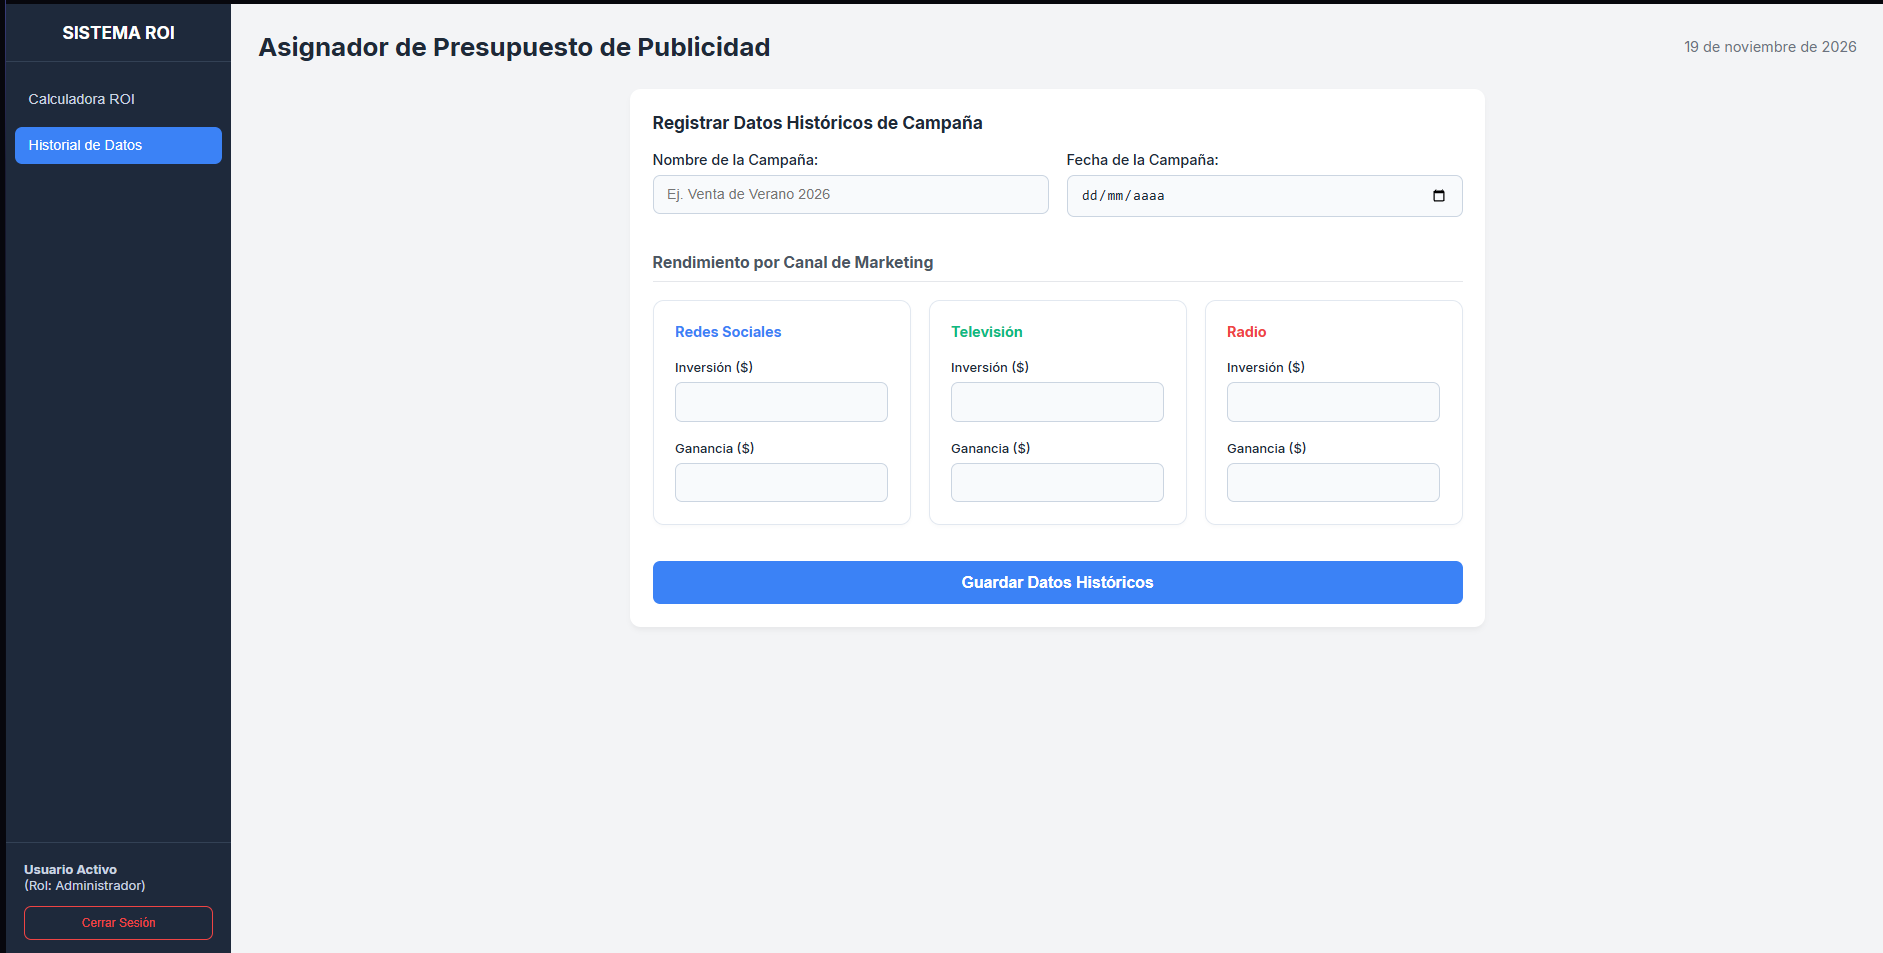 SISTEMA ROI
Calculadora ROI
Historial de Datos
Usuario Activo
(Rol: Administrador)
Cerrar Sesión
Asignador de Presupuesto de Publicidad
19 de noviembre de 2026
Registrar Datos Históricos de Campaña
Nombre de la Campaña:
Ej. Venta de Verano 2026
Fecha de la Campaña:
dd/mm/aaaa
Rendimiento por Canal de Marketing
Redes Sociales
Inversión ($)
Ganancia ($)
Televisión
Inversión ($)
Ganancia ($)
Radio
Inversión ($)
Ganancia ($)
Guardar Datos Históricos